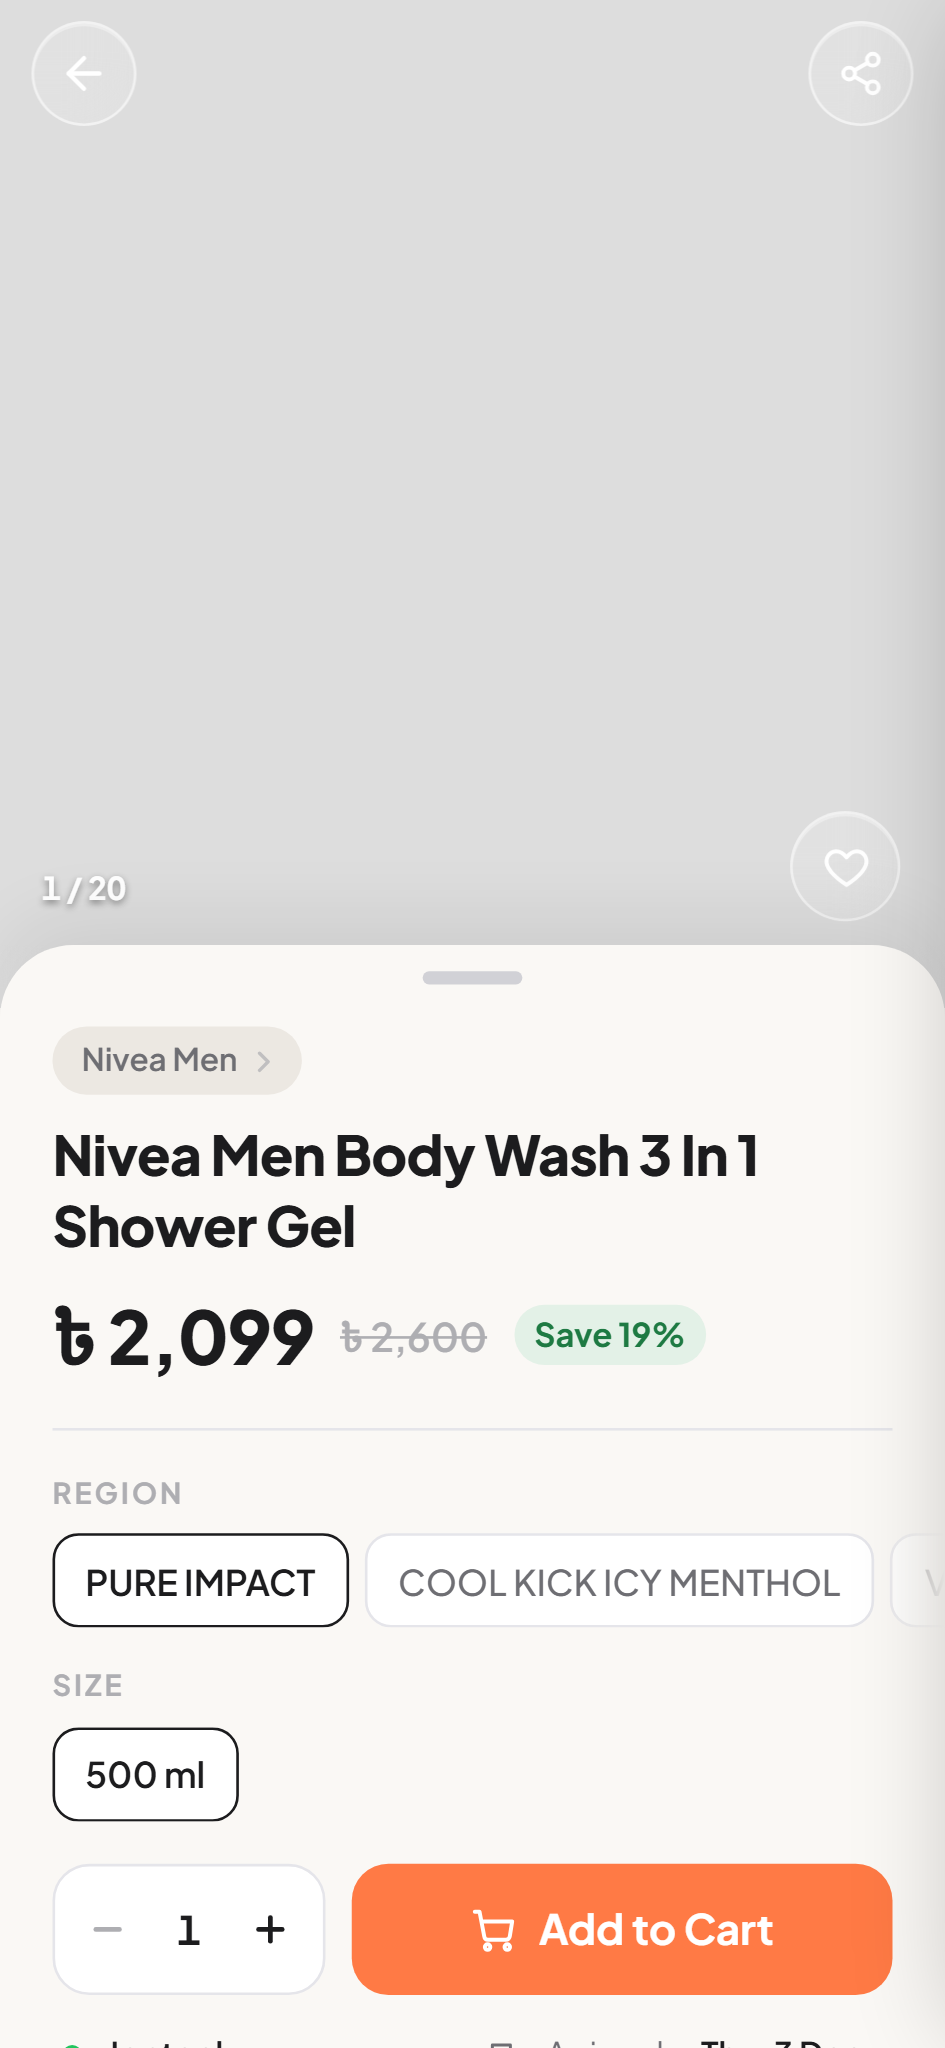 1 / 20
Nivea Men
Nivea Men Body Wash 3 In 1
Shower Gel
৳ 2,099 ৳ 2,600 Save 19%
REGION
PURE IMPACT COOL KICK ICY MENTHOL
SIZE
500 ml
1 Add to Cart